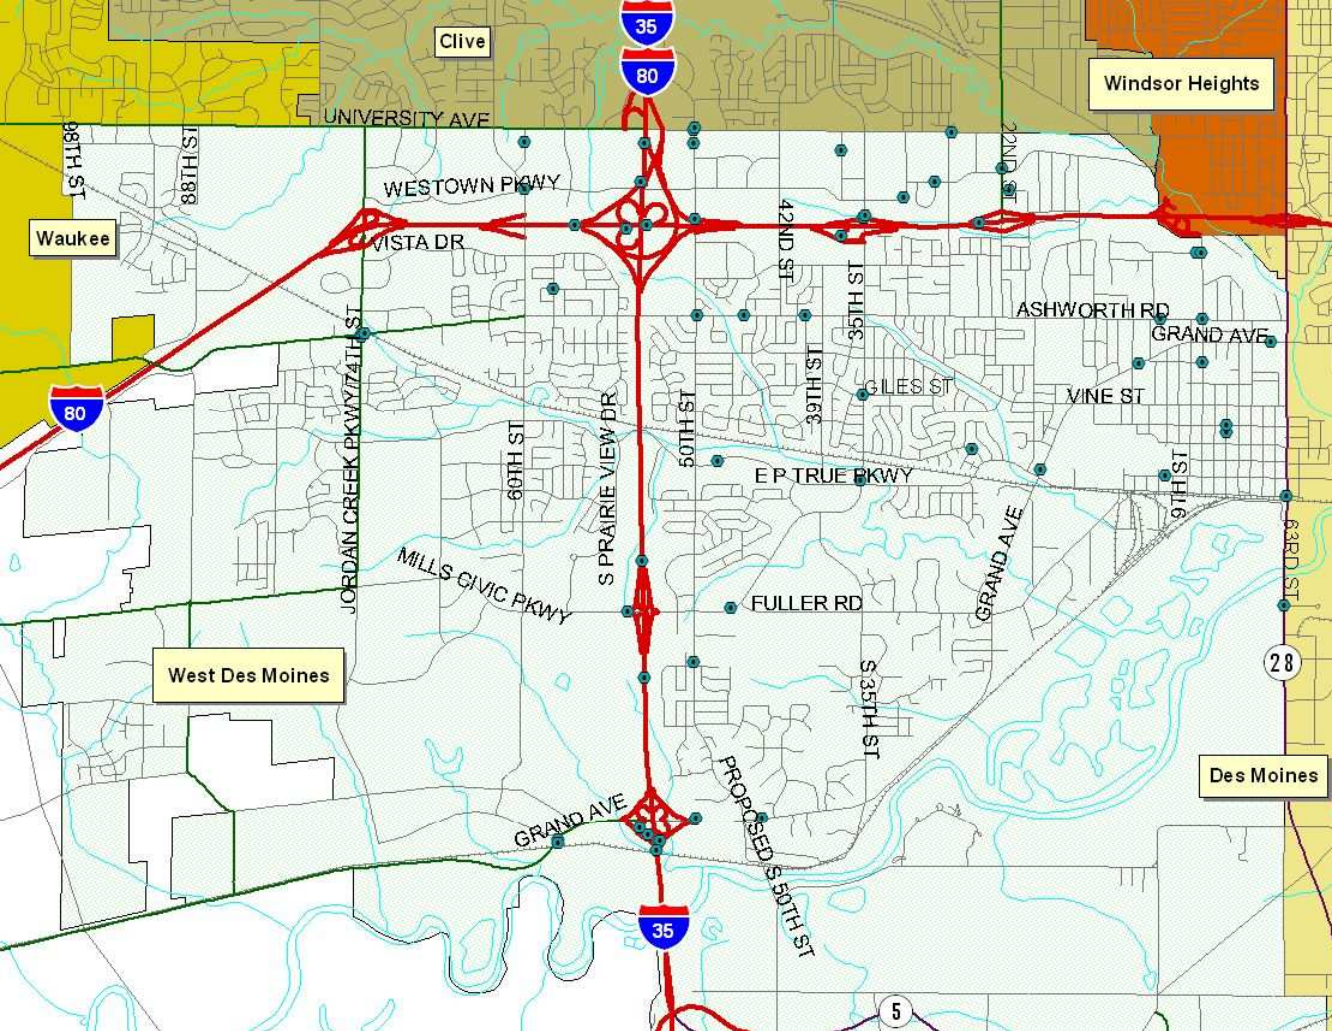 35
Clive
80
Windsor Heights
UNIVERSITY AVE
98TH ST
88TH ST
22ND ST
WESTOWN PKWY
42ND ST
Waukee
VISTA DR
35TH ST
ASHWORTH RD
GRAND AVE
JORDAN CREEK PKWY/74TH ST
39TH ST
GILES ST
VINE ST
80
S PRAIRIE VIEW DR
50TH ST
60TH ST
E P TRUE PKWY
9TH ST
GRAND AVE
63RD ST
MILLS CIVIC PKWY
FULLER RD
28
West Des Moines
S 35TH ST
Des Moines
PROPOSED S 50TH ST
GRAND AVE
35
5